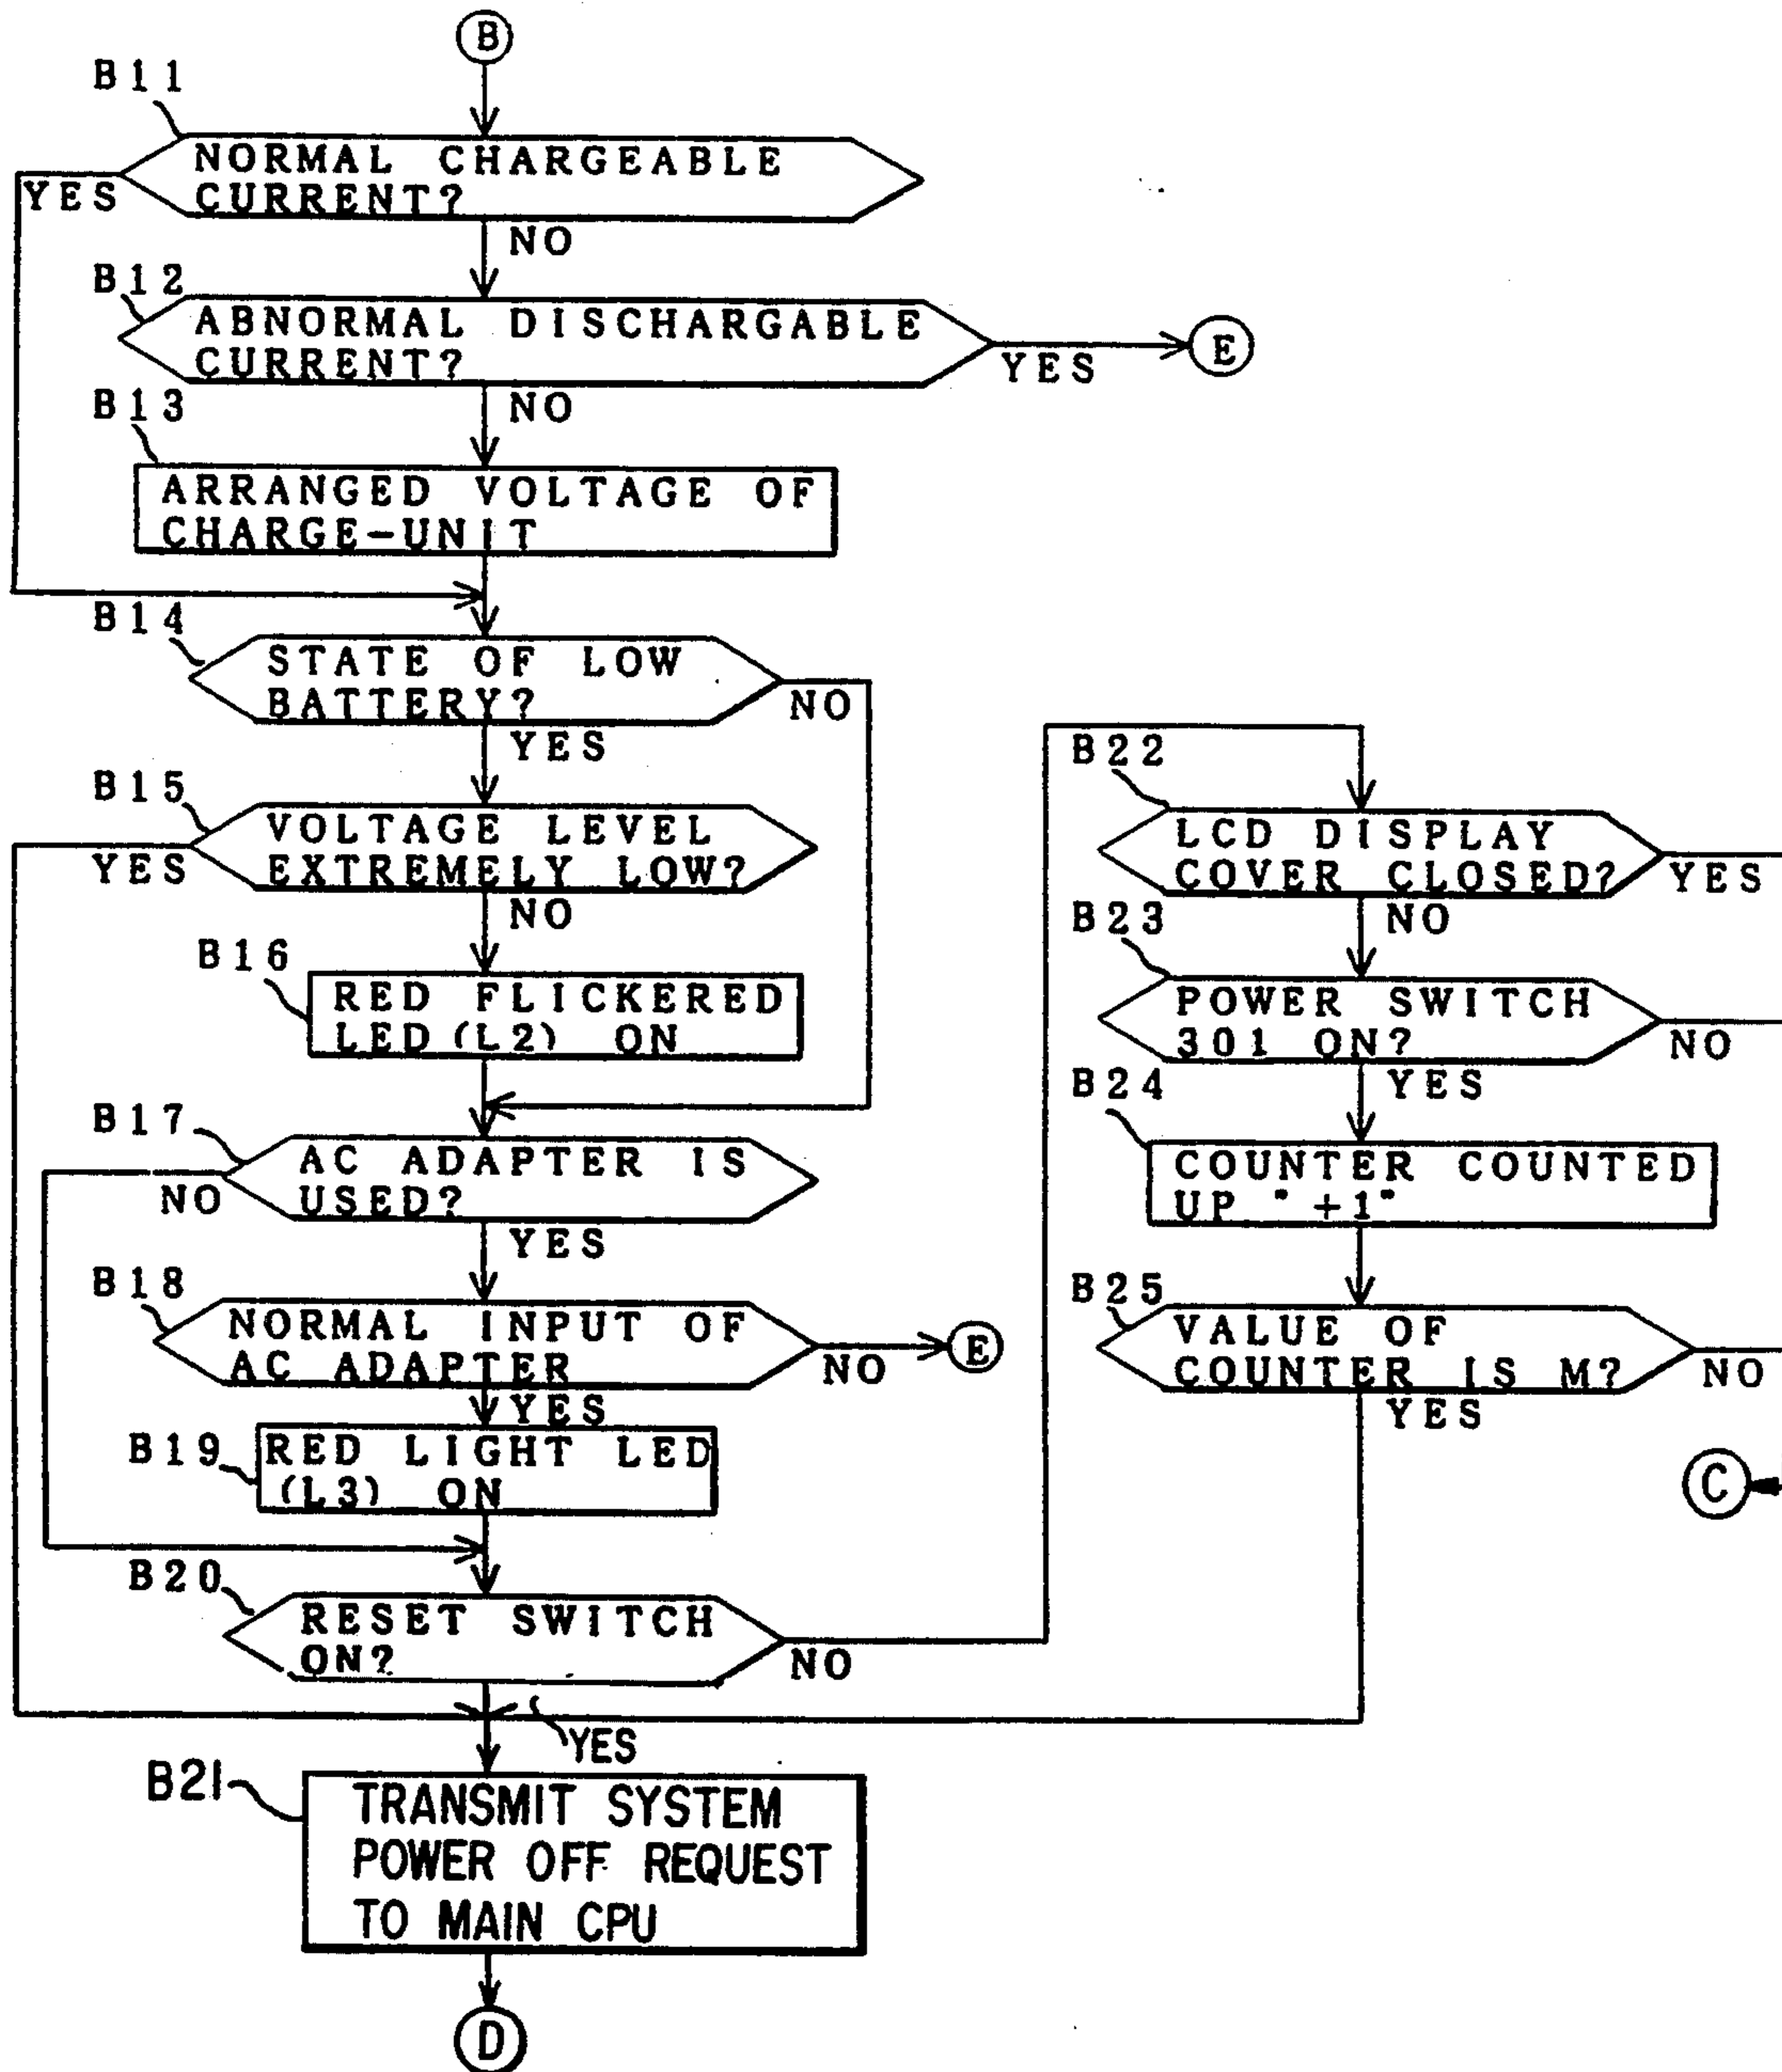 B
B11
NORMAL CHARGEABLE
CURRENT?
YES
NO
B12
ABNORMAL DISCHARGABLE
CURRENT?
YES
E
NO
B13
ARRANGED VOLTAGE OF
CHARGE-UNIT
B14
STATE OF LOW
BATTERY?
NO
YES
B15
VOLTAGE LEVEL
EXTREMELY LOW?
YES
NO
B16
RED FLICKERED
LED (L2) ON
B17
AC ADAPTER IS
USED?
NO
YES
B18
NORMAL INPUT OF
AC ADAPTER
NO
E
YES
B19
RED LIGHT LED
(L3) ON
B20
RESET SWITCH
ON?
NO
YES
B21
TRANSMIT SYSTEM
POWER OFF REQUEST
TO MAIN CPU
D
B22
LCD DISPLAY
COVER CLOSED?
YES
NO
B23
POWER SWITCH
301 ON?
NO
YES
B24
COUNTER COUNTED
UP "+1"
B25
VALUE OF
COUNTER IS M?
NO
YES
C